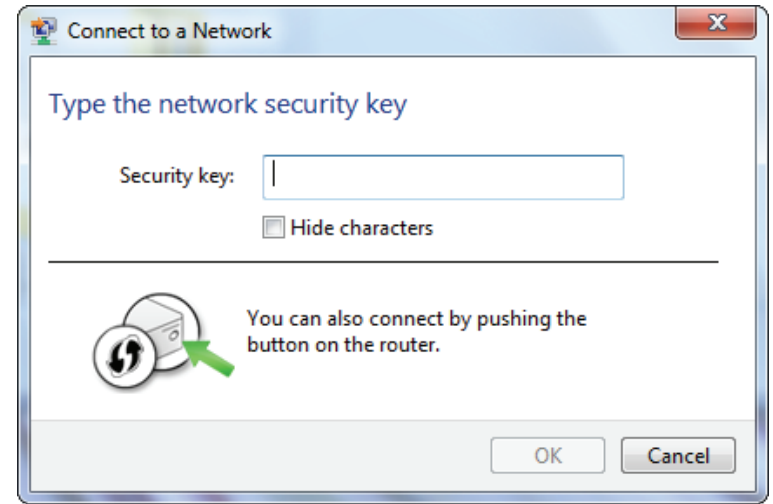 Connect to a Network
Type the network security key
Security key:
Hide characters
You can also connect by pushing the
button on the router.
OK
Cancel